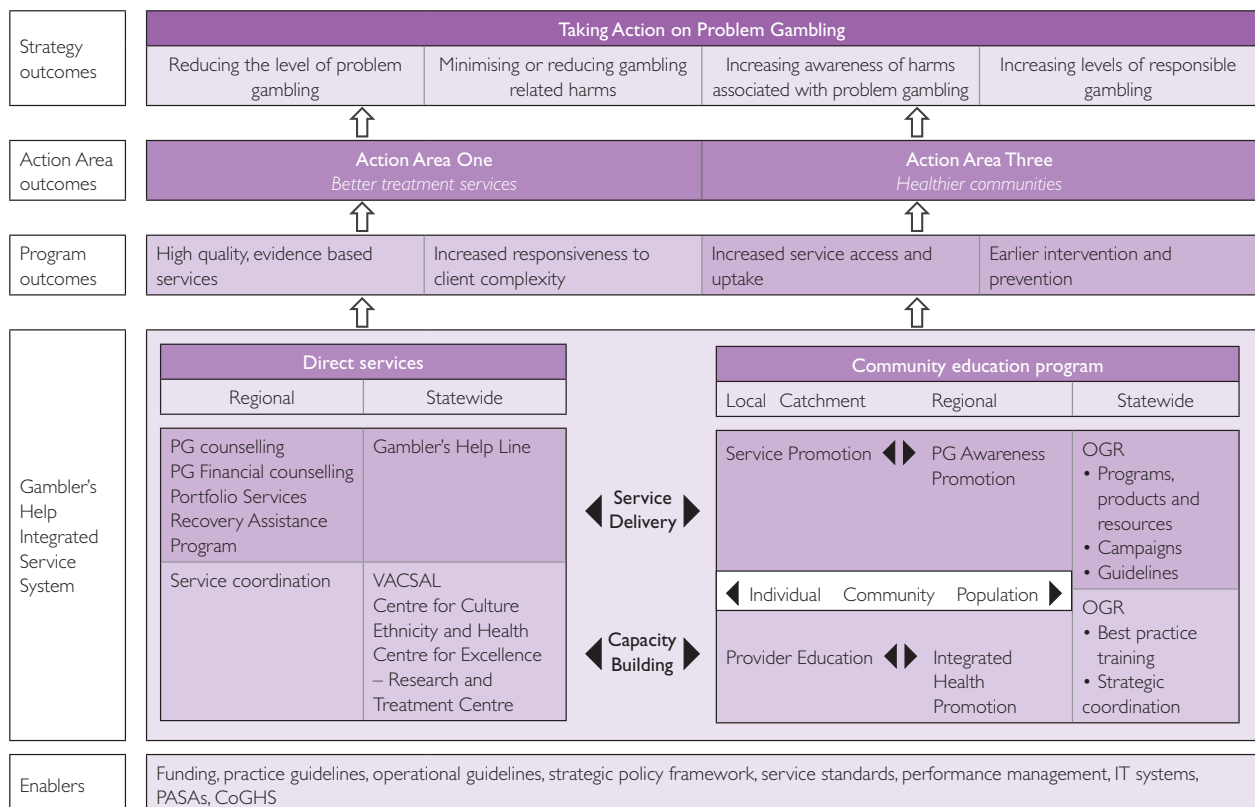 Strategy
outcomes
Taking Action on Problem Gambling
Reducing the level of problem
gambling
Minimising or reducing gambling
related harms
Increasing awareness of harms
associated with problem gambling
Increasing levels of responsible
gambling
Action Area
outcomes
Action Area One
Better treatment services
Action Area Three
Healthier communities
Program
outcomes
High quality, evidence based
services
Increased responsiveness to
client complexity
Increased service access and
uptake
Earlier intervention and
prevention
Gambler's
Help
Integrated
Service
System
Direct services
Regional
Statewide
PG counselling
PG Financial counselling
Portfolio Services
Recovery Assistance
Program
Gambler's Help Line
Service coordination
VACSAL
Centre for Culture
Ethnicity and Health
Centre for Excellence
– Research and
Treatment Centre
Service
Delivery
Capacity
Building
Community education program
Local Catchment
Regional
Statewide
Service Promotion
PG Awareness
Promotion
OGR
• Programs,
products and
resources
• Campaigns
• Guidelines
Individual Community Population
Provider Education
Integrated
Health
Promotion
OGR
• Best practice
training
• Strategic
coordination
Enablers
Funding, practice guidelines, operational guidelines, strategic policy framework, service standards, performance management, IT systems,
PASAs, CoGHS